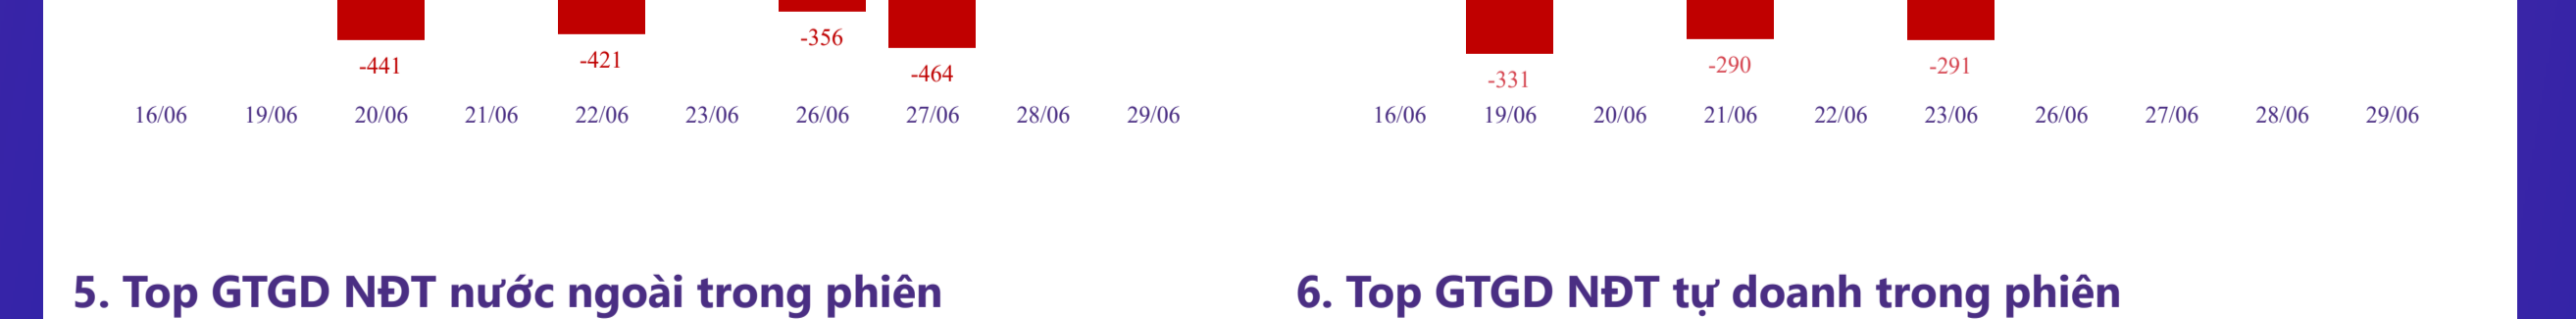 -441 -421 -356 -464
16/06 19/06 20/06 21/06 22/06 23/06 26/06 27/06 28/06 29/06
-331 -290 -291
16/06 19/06 20/06 21/06 22/06 23/06 26/06 27/06 28/06 29/06
5. Top GTGD NĐT nước ngoài trong phiên
6. Top GTGD NĐT tự doanh trong phiên